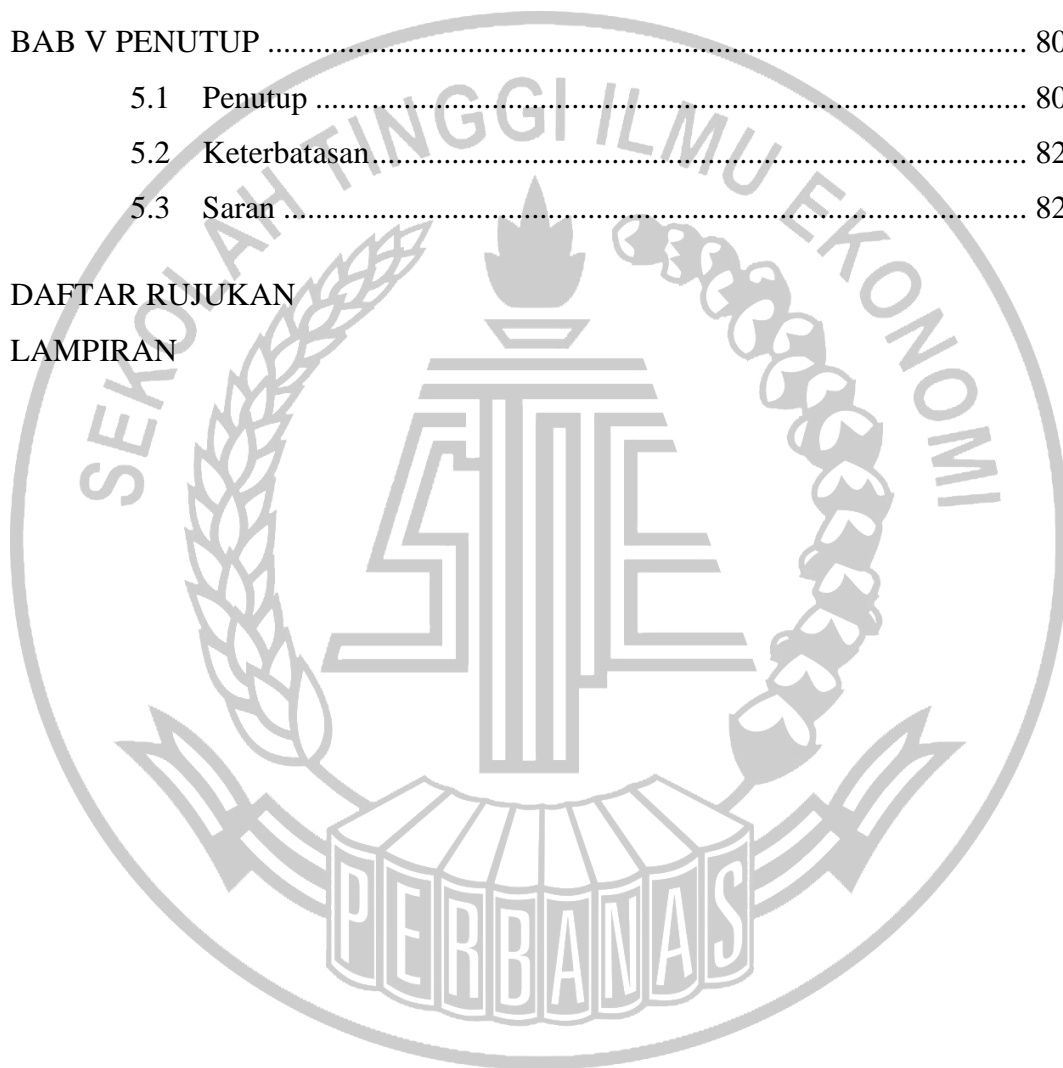 BAB V PENUTUP ........ 80
5.1 Penutup ........ 80
5.2 Keterbatasan ........ 82
5.3 Saran ........ 82
DAFTAR RUJUKAN
LAMPIRAN
SEKOLAH TINGGI ILMU EKONOMI
STIE
PERBANAS